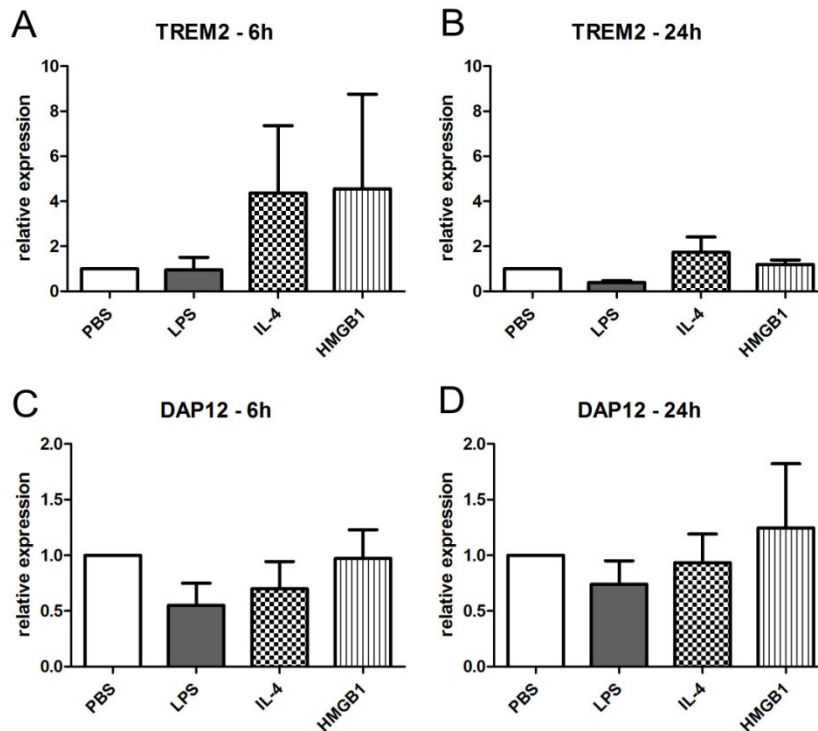 A
TREM2 - 6h
relative expression
10
8
6
4
2
0
PBS
LPS
IL-4
HMGB1
B
TREM2 - 24h
relative expression
10
8
6
4
2
0
PBS
LPS
IL-4
HMGB1
C
DAP12 - 6h
relative expression
2.0
1.5
1.0
0.5
0.0
PBS
LPS
IL-4
HMGB1
D
DAP12 - 24h
relative expression
2.0
1.5
1.0
0.5
0.0
PBS
LPS
IL-4
HMGB1